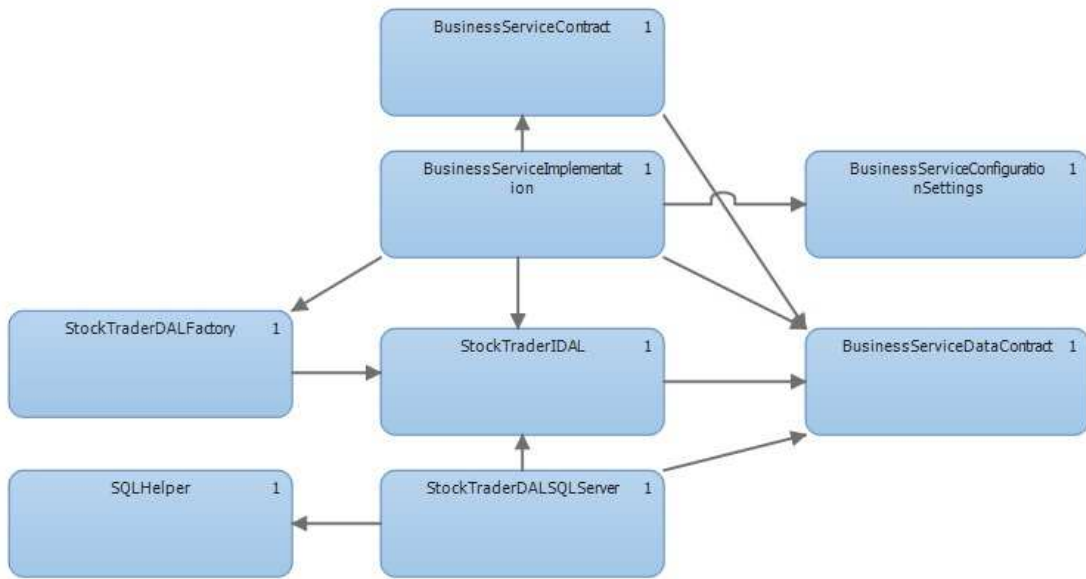 BusinessServiceContract 1
BusinessServiceImplementat 1
ion
BusinessServiceConfiguratio 1
nSettings
StockTraderDALFactory 1
StockTraderIDAL 1
BusinessServiceDataContract 1
SQLHelper 1
StockTraderDALSQLServer 1